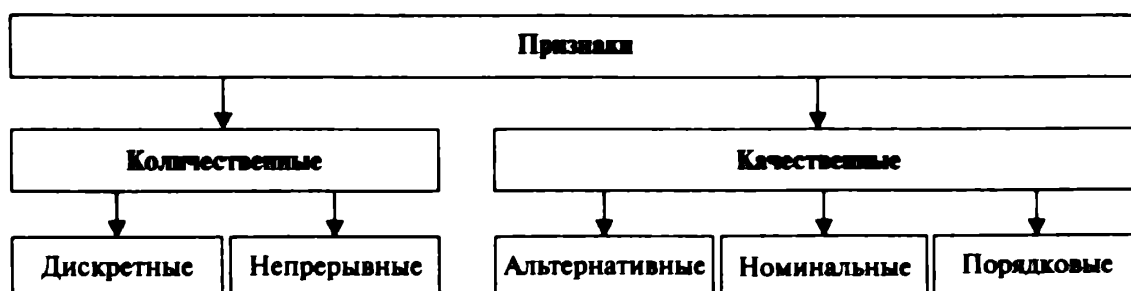 Признаки
Количественные Качественные
Дискретные Непрерывные Альтернативные Номинальные Порядковые